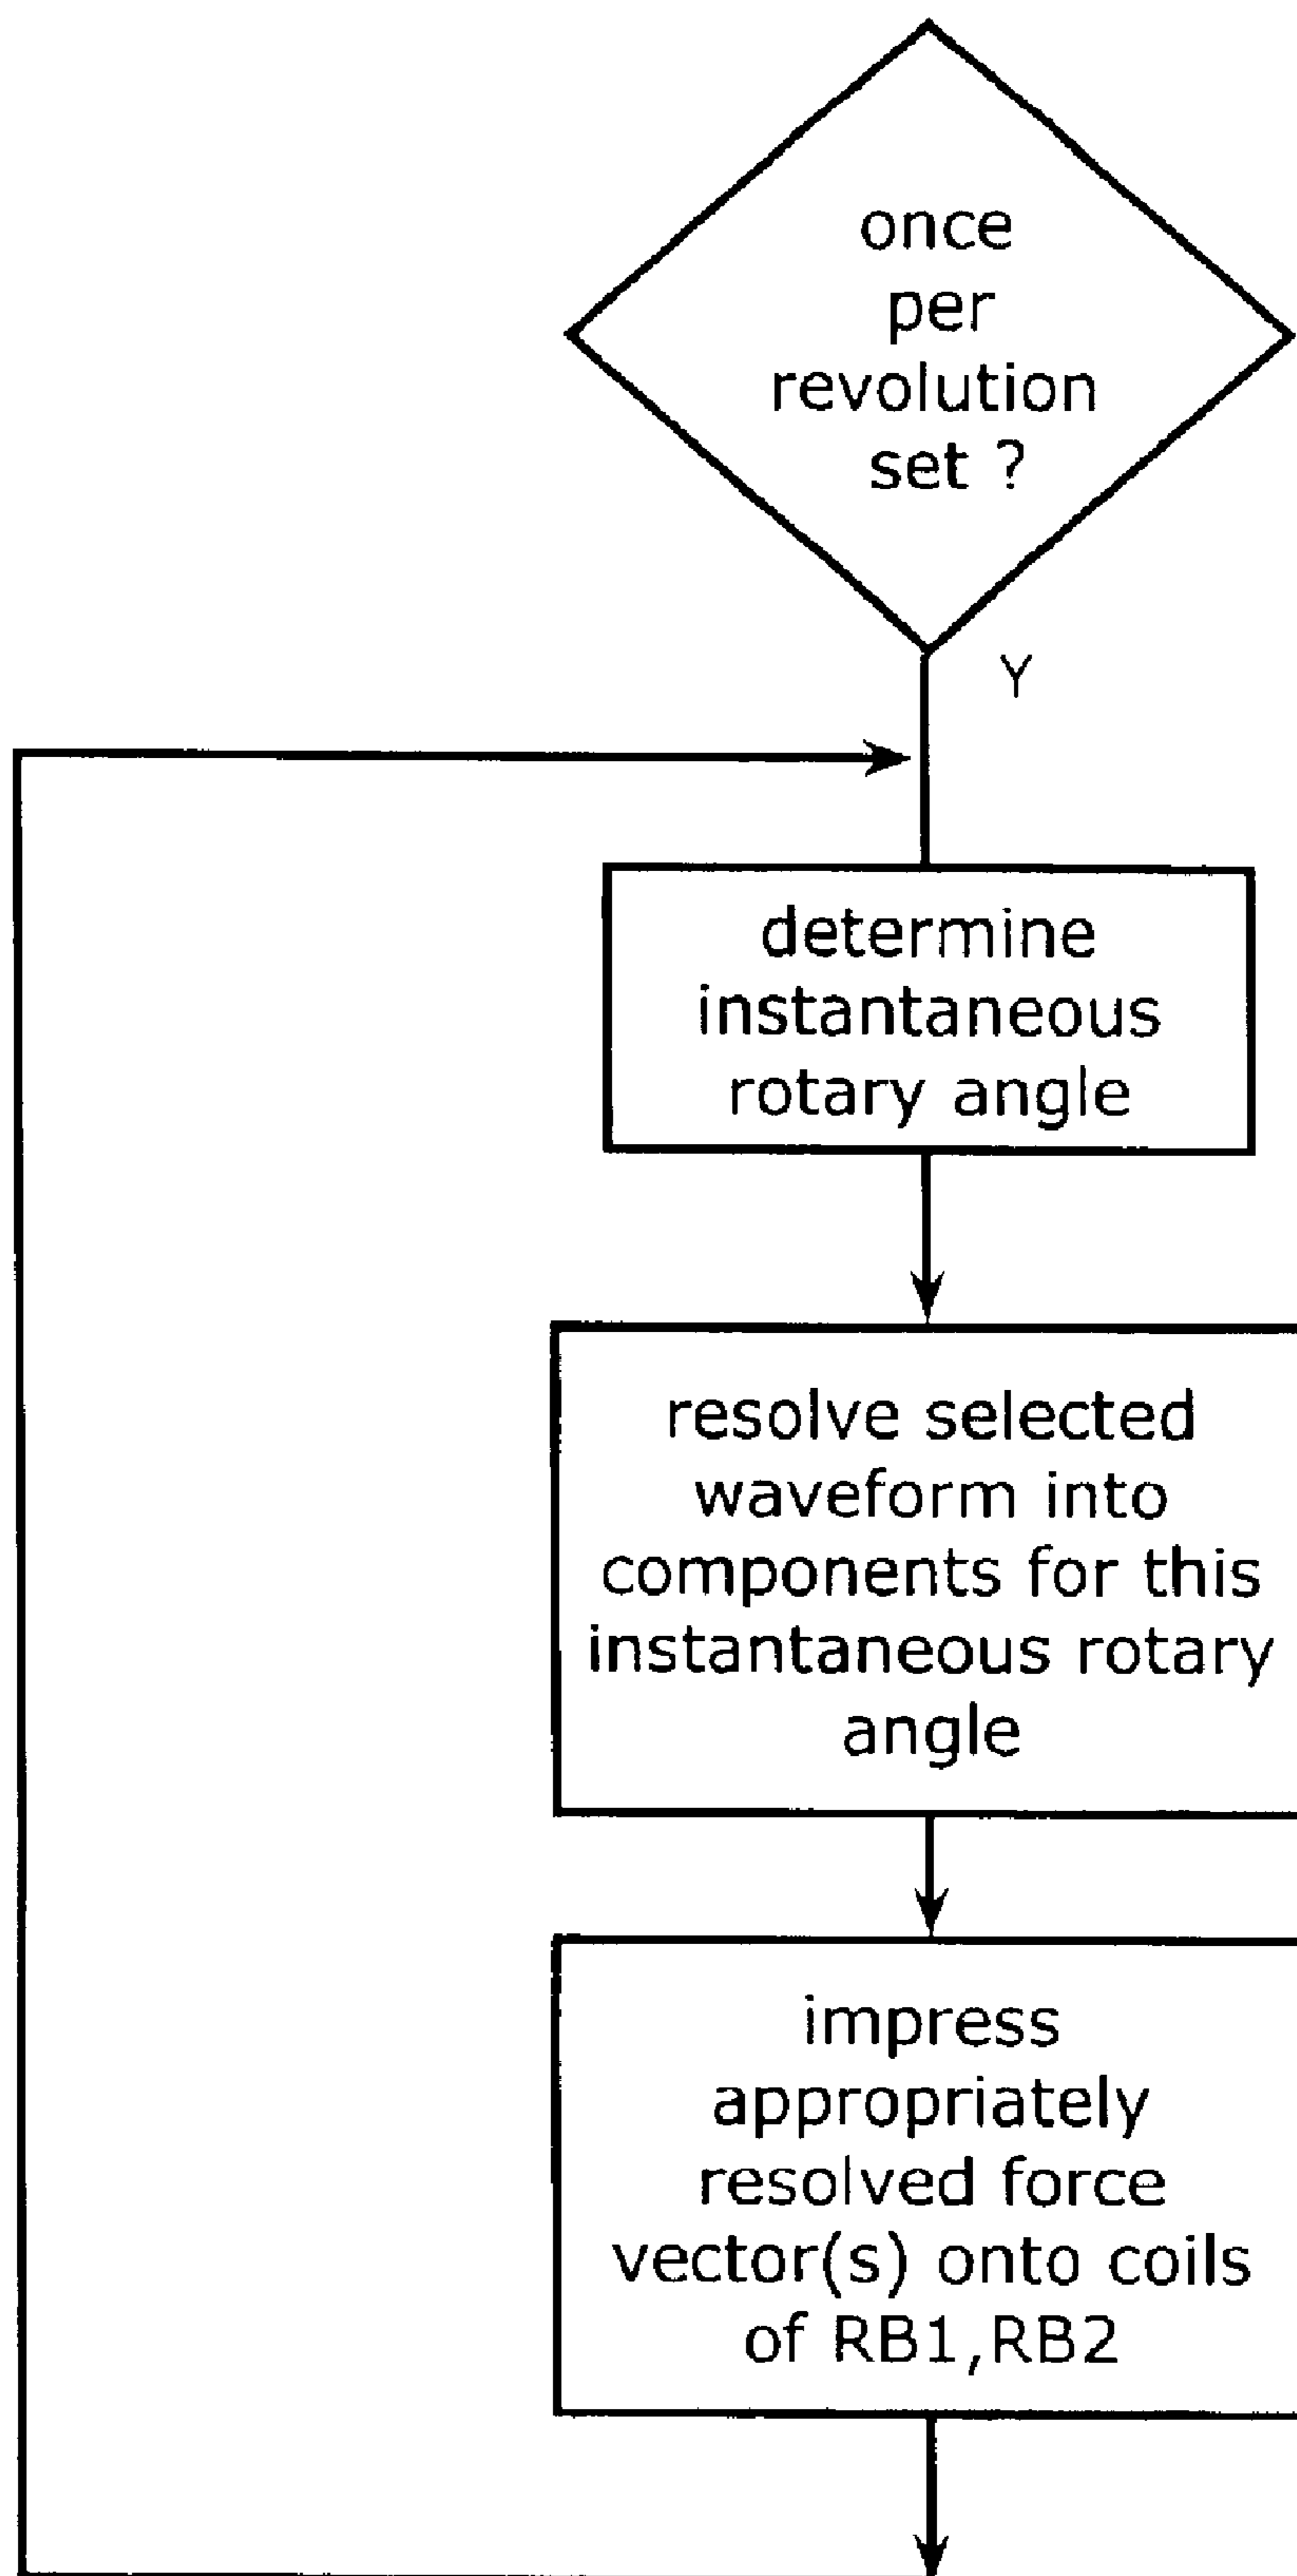 once
per
revolution
set ?
Y
determine
instantaneous
rotary angle
resolve selected
waveform into
components for this
instantaneous rotary
angle
impress
appropriately
resolved force
vector(s) onto coils
of RB1,RB2